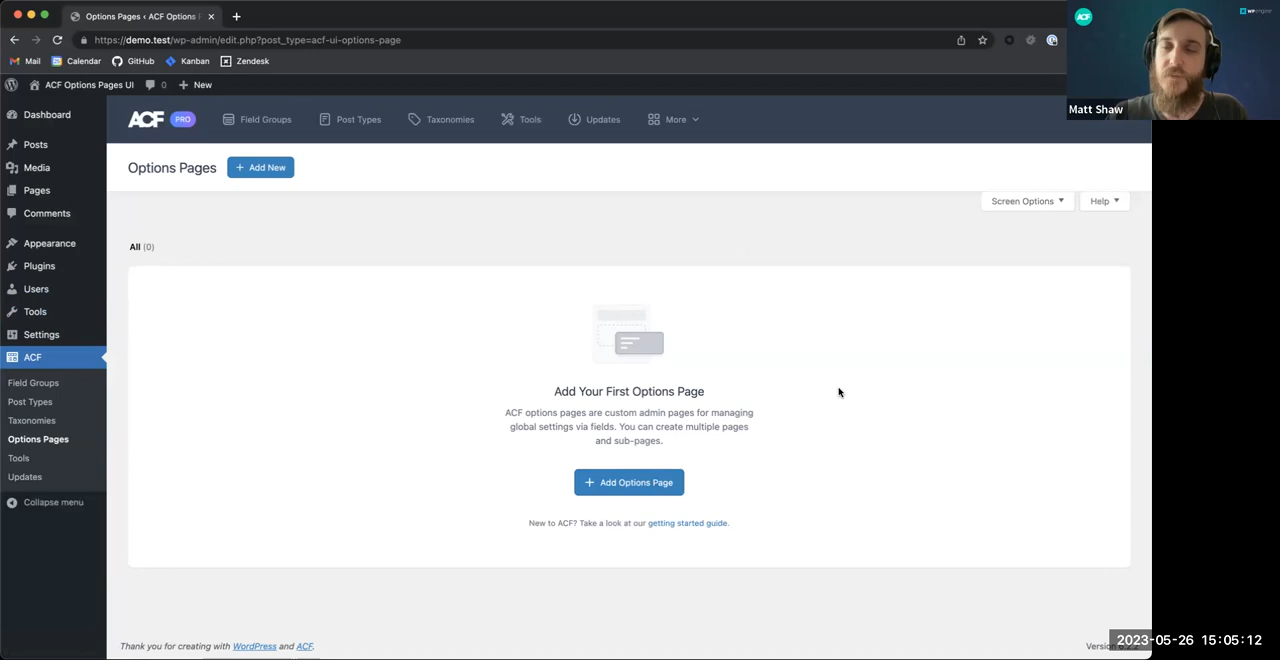 Options Pages ‹ ACF Options
https://demo.test/wp-admin/edit.php?post_type=acf-ui-options-page
Mail Calendar GitHub Kanban Zendesk
ACF Options Pages UI 0 New
ACF
wpengine
Matt Shaw
Dashboard
Posts
Media
Pages
Comments
Appearance
Plugins
Users
Tools
Settings
ACF
Field Groups
Post Types
Taxonomies
Options Pages
Tools
Updates
Collapse menu
ACF PRO Field Groups Post Types Taxonomies Tools Updates More
Options Pages + Add New
Screen Options Help
All (0)
Add Your First Options Page
ACF options pages are custom admin pages for managing
global settings via fields. You can create multiple pages
and sub-pages.
+ Add Options Page
New to ACF? Take a look at our getting started guide.
Thank you for creating with WordPress and ACF.
2023-05-26 15:05:12